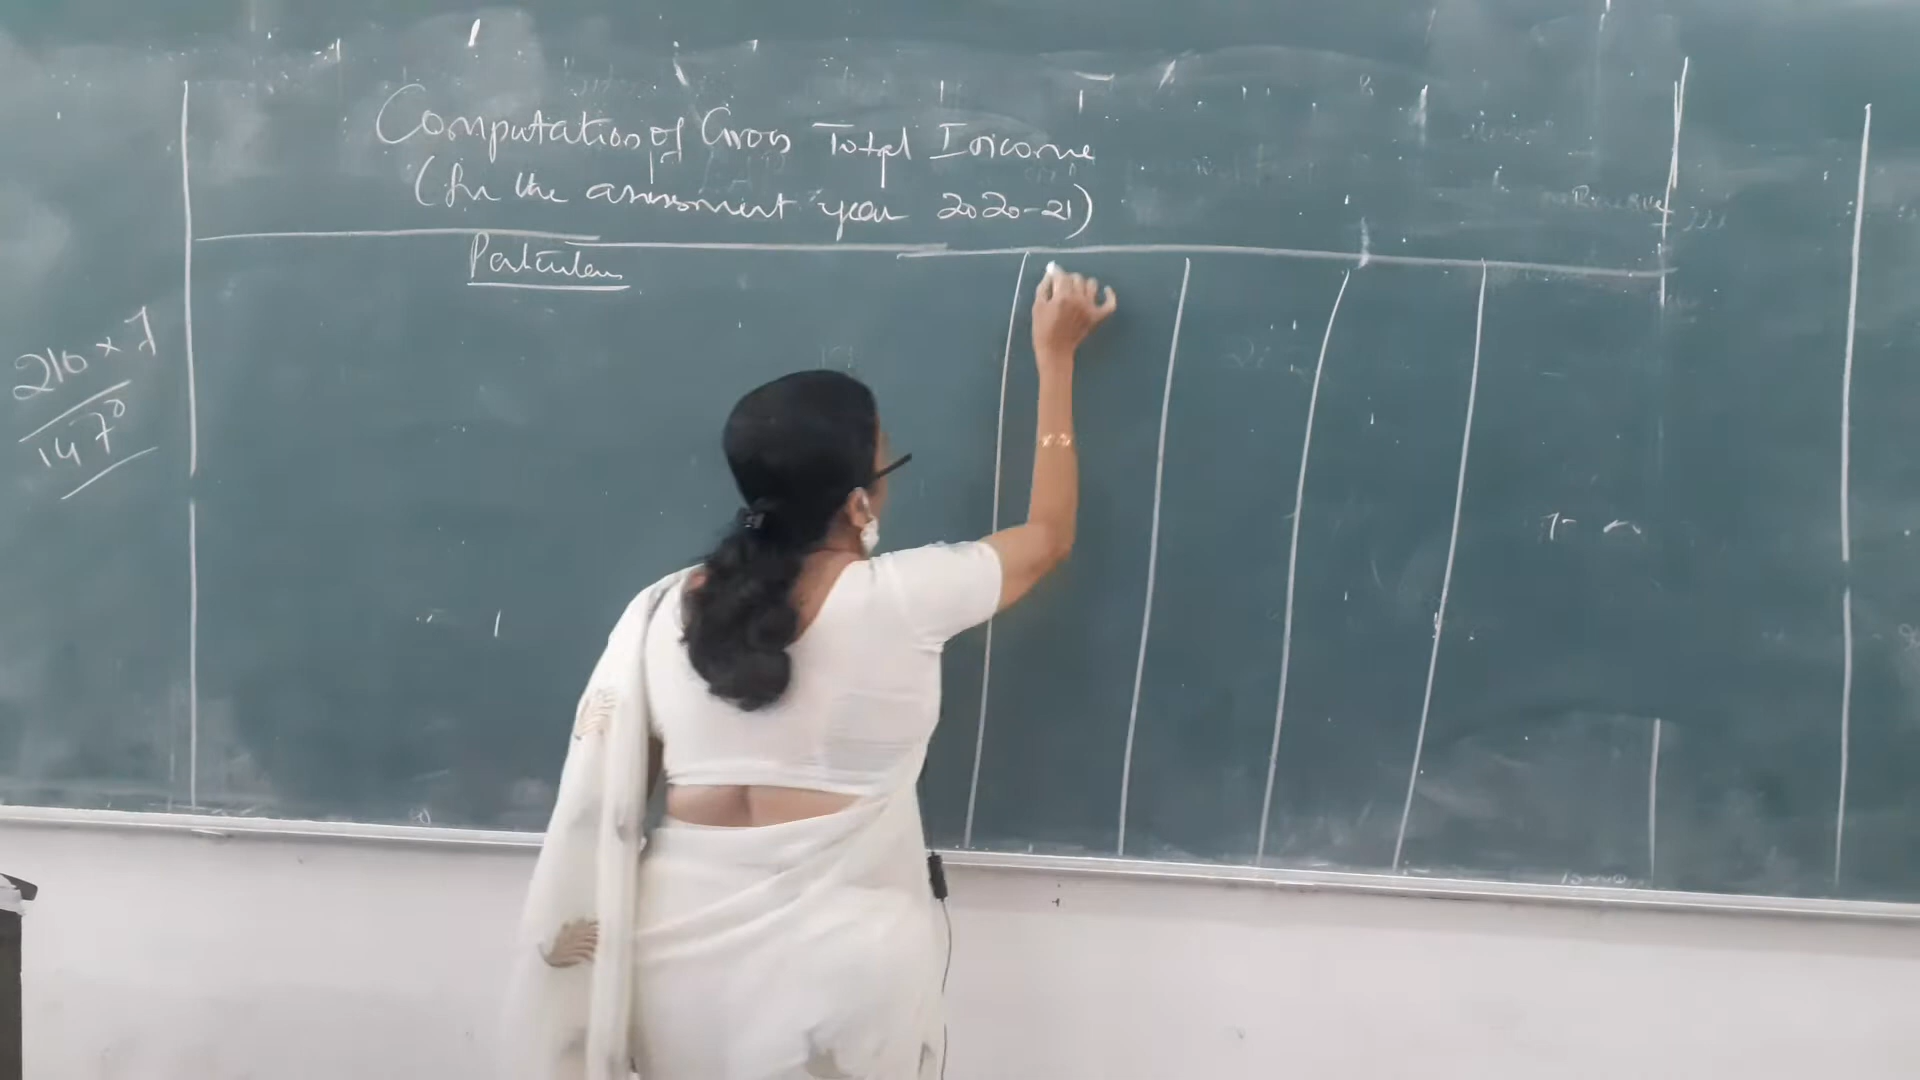 Computation of Gross Total Income
(for the assessment year 2020-21)
Particulars
210 x 7
1470